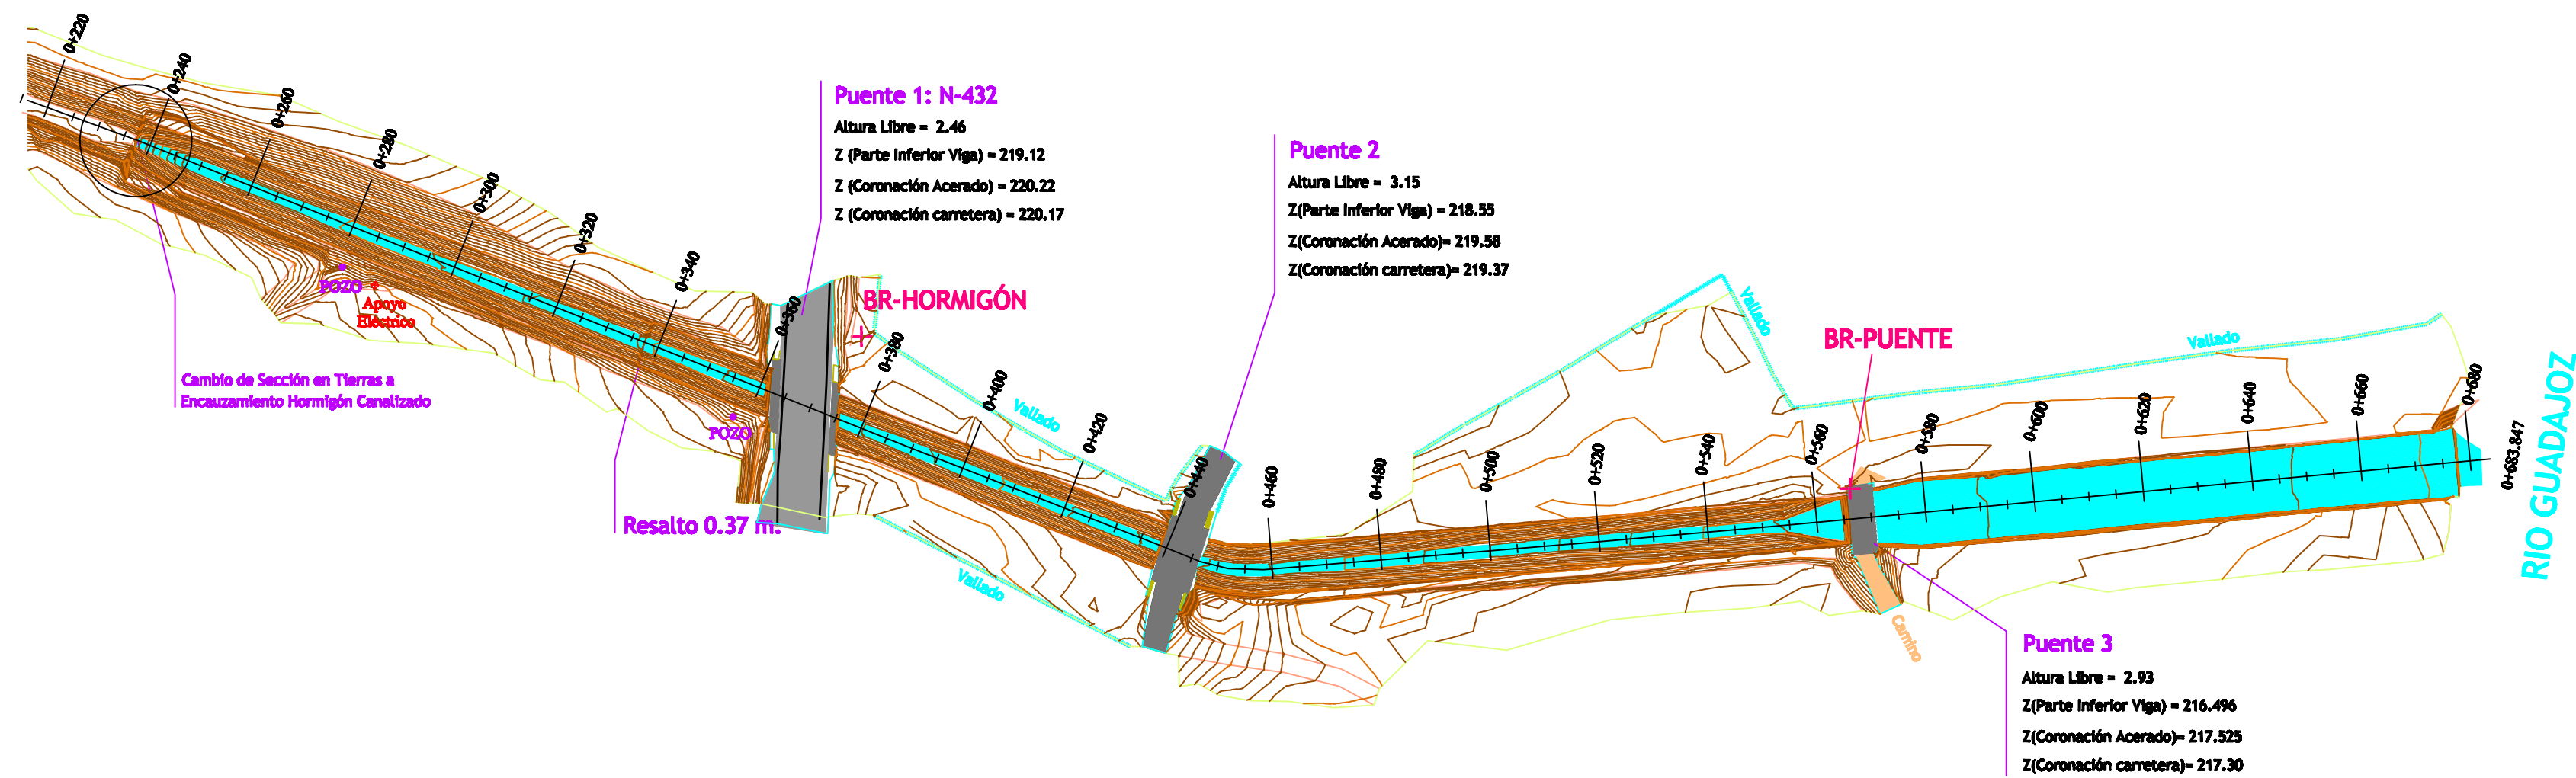 0+220
0+240
0+260
0+280
0+300
0+320
0+340
0+360
0+380
0+400
0+420
0+440
0+460
0+480
0+500
0+520
0+540
0+560
0+580
0+600
0+620
0+640
0+660
0+680
0+683.847
Puente 1: N-432
Altura Libre = 2.46
Z (Parte Inferior Viga) = 219.12
Z (Coronación Acerado) = 220.22
Z (Coronación carretera) = 220.17
Puente 2
Altura Libre = 3.15
Z(Parte Inferior Viga) = 218.55
Z(Coronación Acerado)= 219.58
Z(Coronación carretera)= 219.37
BR-HORMIGÓN
BR-PUENTE
Vallado
Vallado
Vallado
Vallado
POZO
Apoyo
Eléctrico
POZO
Cambio de Sección en Tierras a
Encauzamiento Hormigón Canalizado
Resalto 0.37 m.
RIO GUADAJOZ
Camino
Puente 3
Altura Libre = 2.93
Z(Parte Inferior Viga) = 216.496
Z(Coronación Acerado)= 217.525
Z(Coronación carretera)= 217.30